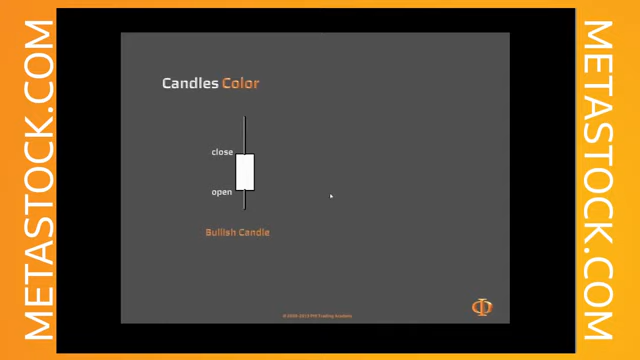 METASTOCK.COM
Candles Color
close
open
Bullish Candle
METASTOCK.COM